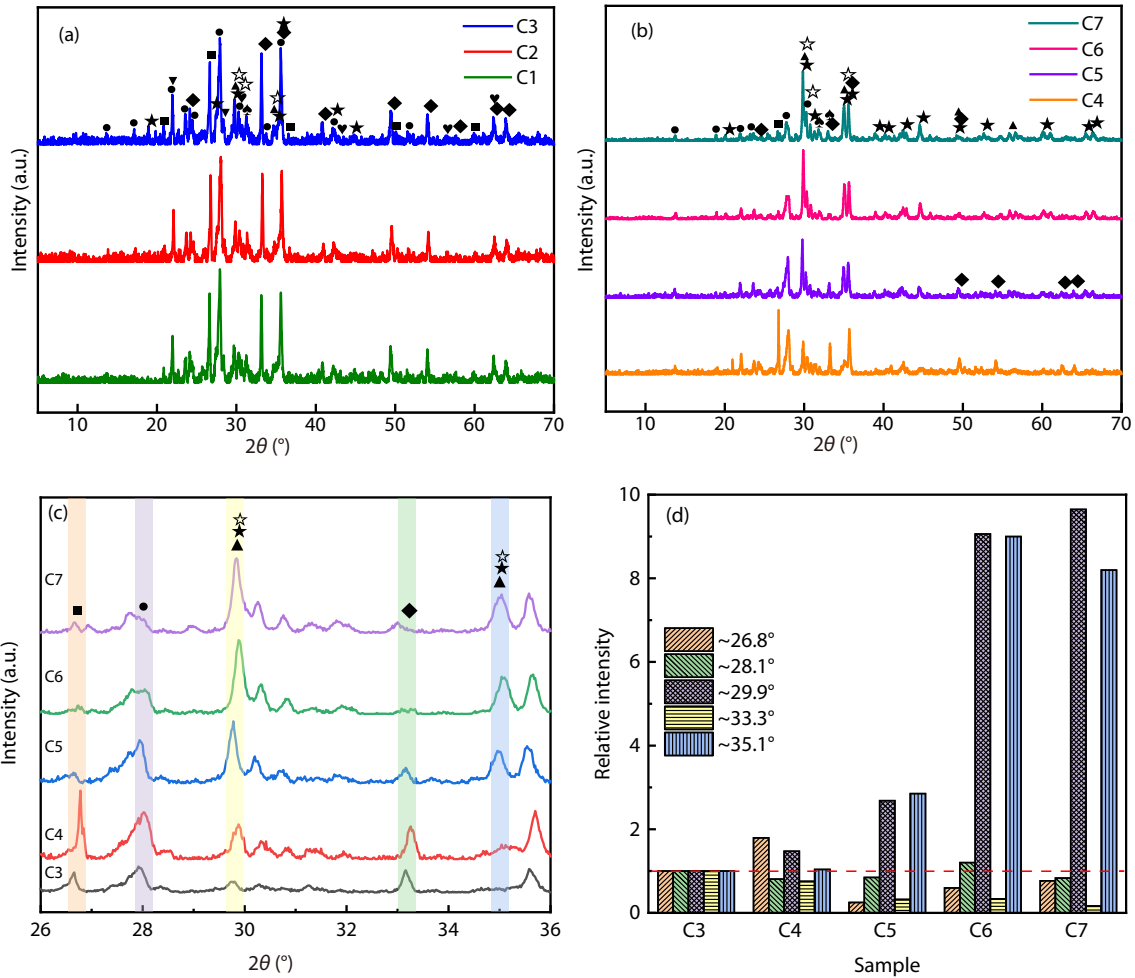 (a)
C3
C2
C1
Intensity (a.u.)
10 20 30 40 50 60 70
2θ (°)
(b)
C7
C6
C5
C4
Intensity (a.u.)
10 20 30 40 50 60 70
2θ (°)
(c)
C7
C6
C5
C4
C3
Intensity (a.u.)
26 28 30 32 34 36
2θ (°)
(d)
10
8
6
4
2
0
Relative intensity
~26.8°
~28.1°
~29.9°
~33.3°
~35.1°
C3 C4 C5 C6 C7
Sample